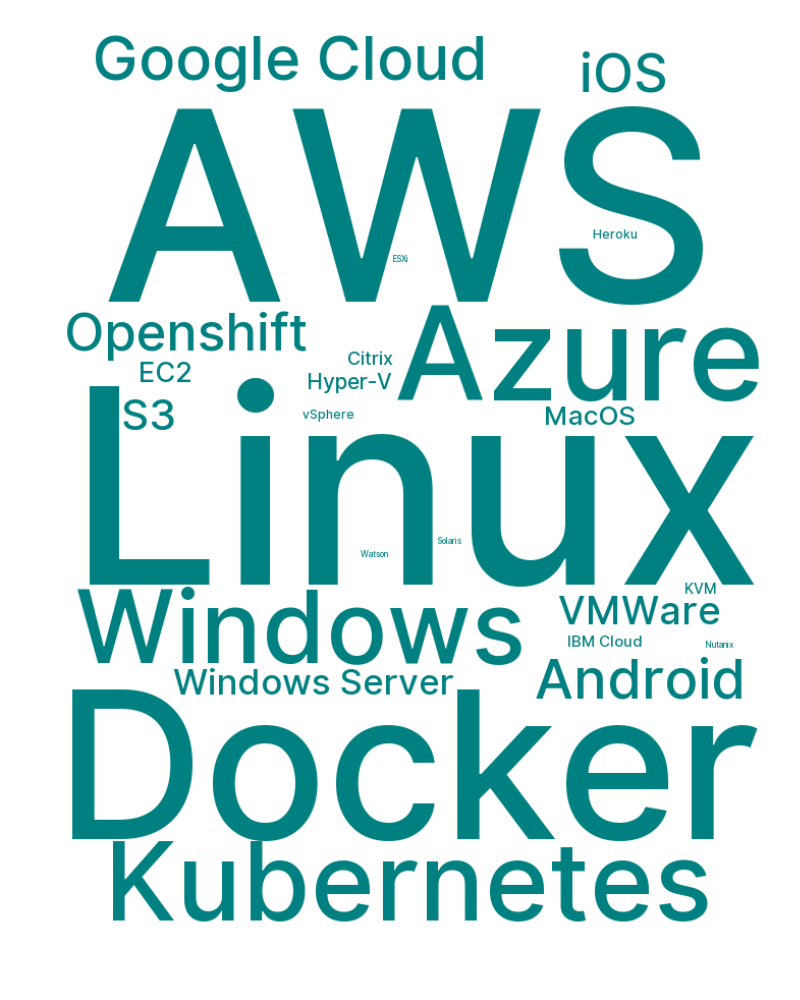 Google Cloud
iOS
AWS
Heroku
ESXi
Openshift
Azure
Citrix
EC2
Hyper-V
S3
vSphere
MacOS
Linux
Solaris
Watson
KVM
Windows
VMWare
IBM Cloud
Nutanix
Windows Server
Android
Docker
Kubernetes